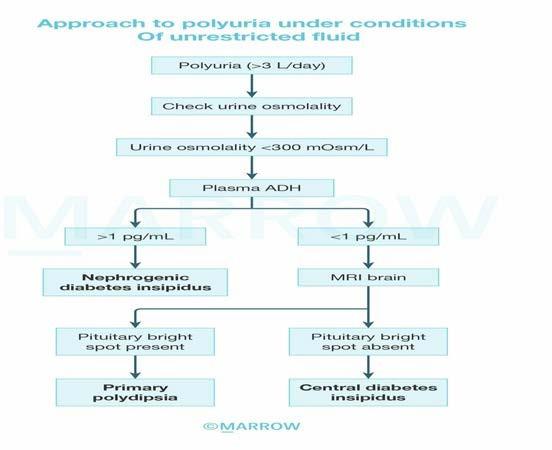 Approach to polyuria under conditions
Of unrestricted fluid
Polyuria (>3 L/day)
Check urine osmolality
Urine osmolality <300 mOsm/L
Plasma ADH
>1 pg/mL
<1 pg/mL
Nephrogenic
diabetes insipidus
MRI brain
Pituitary bright
spot present
Pituitary bright
spot absent
Primary
polydipsia
Central diabetes
insipidus
MARROW
©MARROW